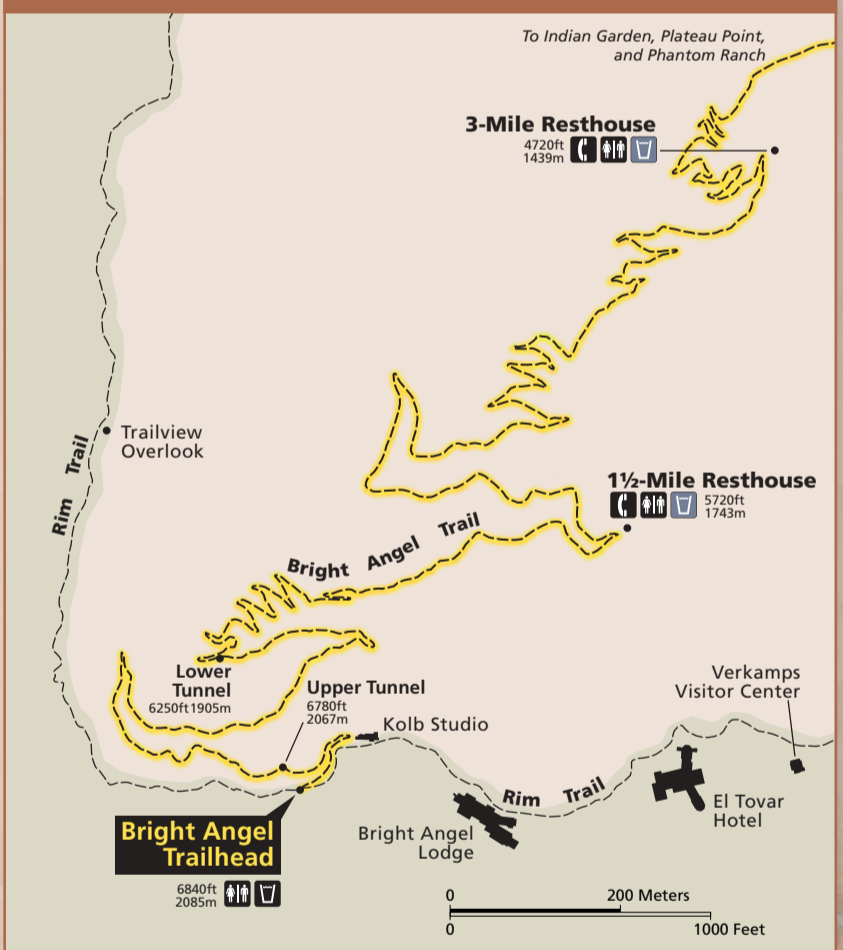 To Indian Garden, Plateau Point,
and Phantom Ranch
3-Mile Resthouse
4720ft
1439m
Trailview
Overlook
Rim Trail
1½-Mile Resthouse
5720ft
1743m
Bright Angel Trail
Lower
Tunnel
6250ft1905m
Upper Tunnel
6780ft
2067m
Kolb Studio
Verkamps
Visitor Center
Rim Trail
El Tovar
Hotel
Bright Angel
Lodge
Bright Angel
Trailhead
6840ft
2085m
0 200 Meters
0 1000 Feet